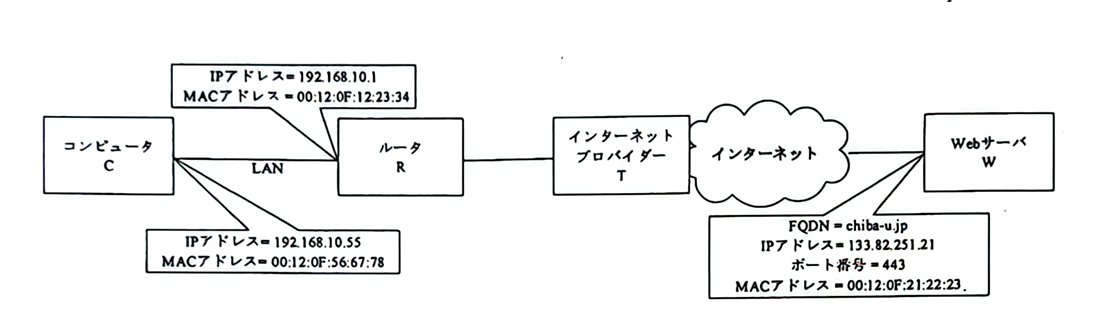 IPアドレス= 192.168.10.1
MACアドレス = 00:12:0F:12:23:34
コンピュータ
C
LAN
ルータ
R
インターネット
プロバイダー
T
インターネット
Webサーバ
W
IPアドレス= 192.168.10.55
MACアドレス= 00:12:0F:56:67:78
FQDN = chiba-u.jp
IPアドレス= 133.82.251.21
ポート番号 = 443
MACアドレス = 00:12:0F:21:22:23